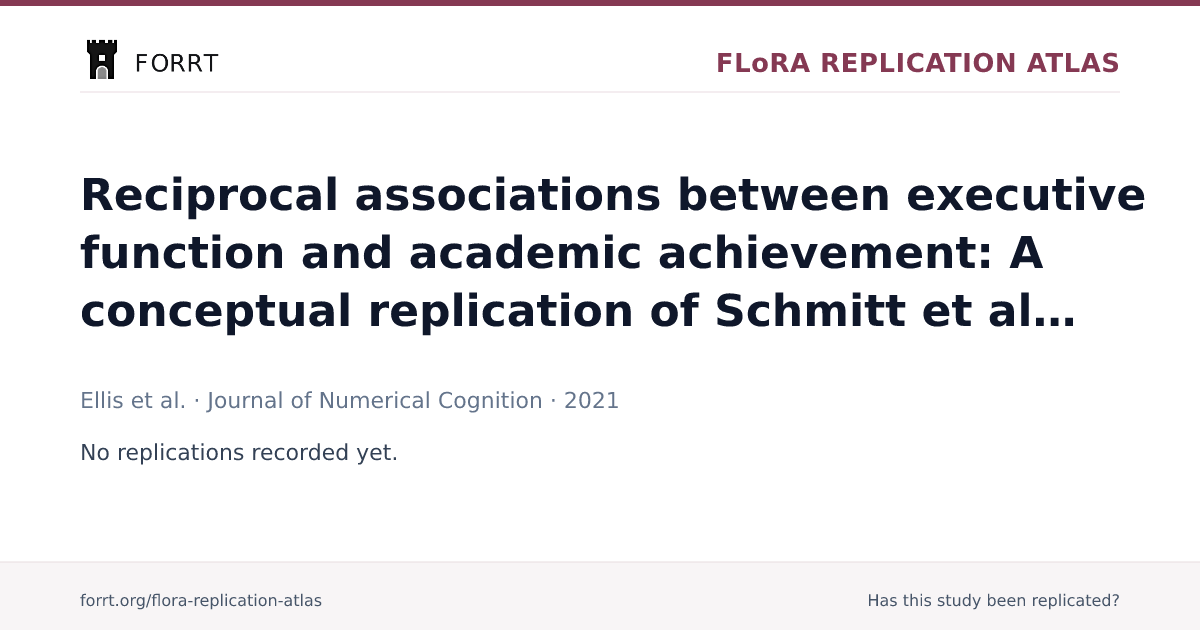 FORRT
FLoRA REPLICATION ATLAS
Reciprocal associations between executive
function and academic achievement: A
conceptual replication of Schmitt et al…
Ellis et al. · Journal of Numerical Cognition · 2021
No replications recorded yet.
forrt.org/flora-replication-atlas
Has this study been replicated?